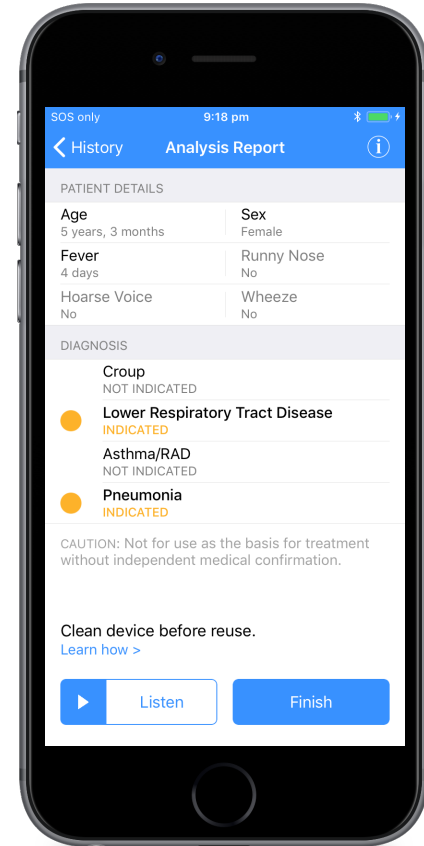 SOS only 9:18 pm
History Analysis Report i
PATIENT DETAILS
Age Sex
5 years, 3 months Female
Fever Runny Nose
4 days No
Hoarse Voice Wheeze
No No
DIAGNOSIS
Croup
NOT INDICATED
Lower Respiratory Tract Disease
INDICATED
Asthma/RAD
NOT INDICATED
Pneumonia
INDICATED
CAUTION: Not for use as the basis for treatment
without independent medical confirmation.
Clean device before reuse.
Learn how >
Listen Finish